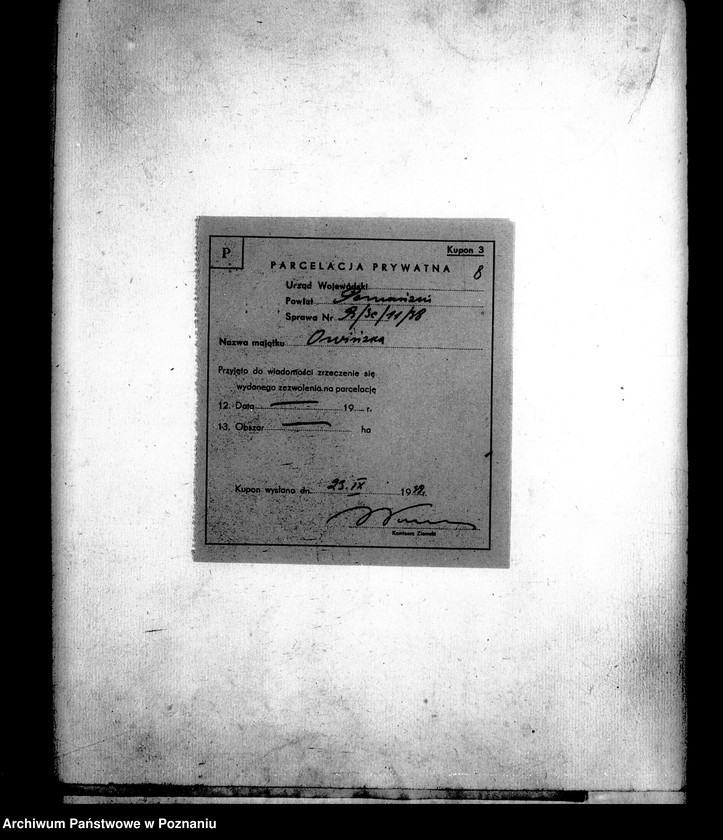 P
Kupon 3
PARCELACJA PRYWATNA
8
Urząd Wojewódzki
Powiat Poznański
Sprawa Nr /11/38
Nazwa majątku Owińska
Przyjęto do wiadomości zrzeczenie się
wydanego zezwolenia na parcelację
12. Data — 19 r.
13. Obszar — ha
Kupon wysłano dn. 23. IX 19 r.
Komisarz Ziemski
Archiwum Państwowe w Poznaniu